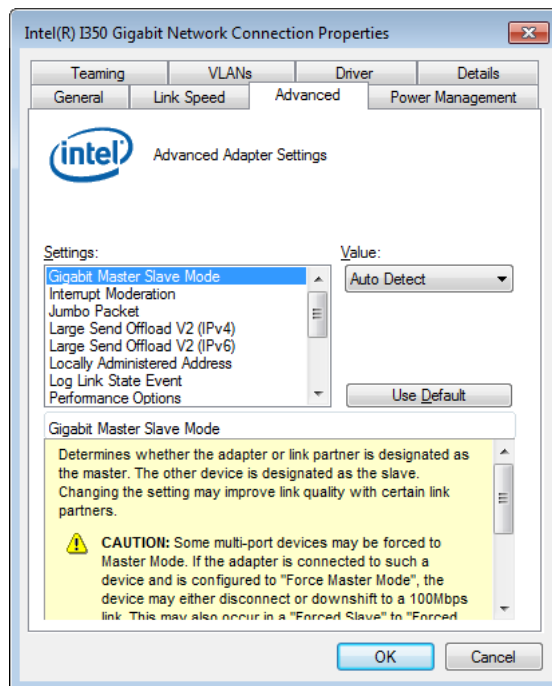 Intel(R) I350 Gigabit Network Connection Properties
Teaming
VLANs
Driver
Details
General
Link Speed
Advanced
Power Management
intel
Advanced Adapter Settings
Settings:
Value:
Gigabit Master Slave Mode
Interrupt Moderation
Jumbo Packet
Large Send Offload V2 (IPv4)
Large Send Offload V2 (IPv6)
Locally Administered Address
Log Link State Event
Performance Options
Auto Detect
Use Default
Gigabit Master Slave Mode
Determines whether the adapter or link partner is designated as
the master. The other device is designated as the slave.
Changing the setting may improve link quality with certain link
partners.
CAUTION: Some multi-port devices may be forced to
Master Mode. If the adapter is connected to such a
device and is configured to "Force Master Mode", the
device may either disconnect or downshift to a 100Mbps
link. This may also occur in a "Forced Slave" to "Forced
OK
Cancel